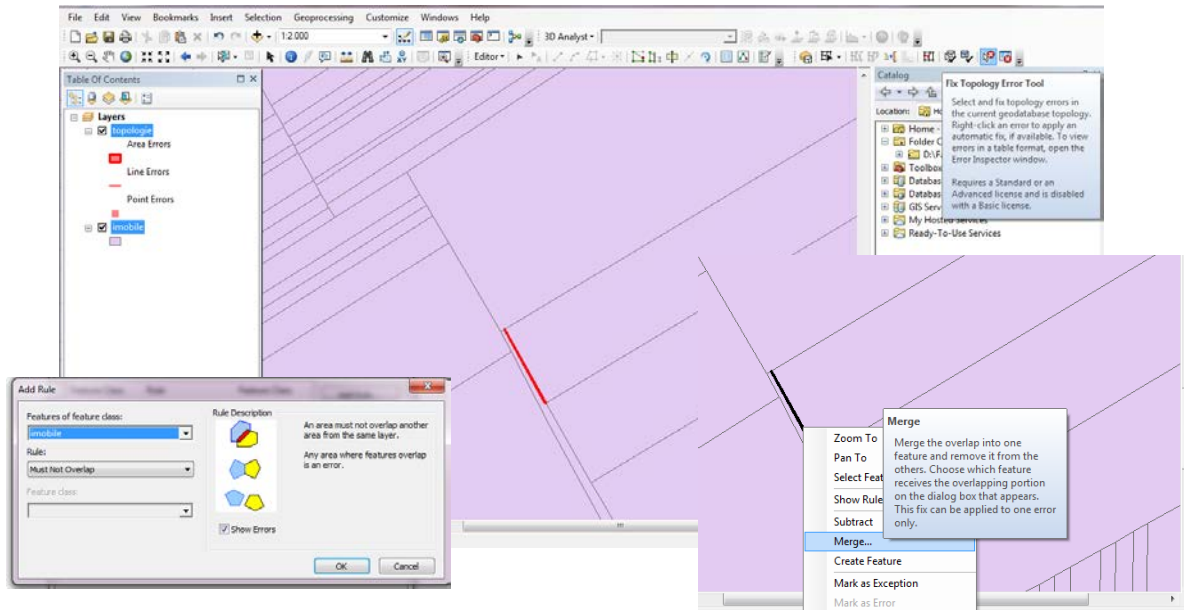 File Edit View Bookmarks Insert Selection Geoprocessing Customize Windows Help
1:2.000
3D Analyst
Editor
Table Of Contents
Layers
topologie
Area Errors
Line Errors
Point Errors
imobile
Catalog
Location:
Home -
Folder C
D:\F
Toolbox
Databas
Databas
GIS Serv
My Hosted Services
Ready-To-Use Services
Fix Topology Error Tool
Select and fix topology errors in
the current geodatabase topology.
Right-click an error to apply an
automatic fix, if available. To view
errors in a table format, open the
Error Inspector window.
Requires a Standard or an
Advanced license and is disabled
with a Basic license.
Add Rule
Features of feature class:
imobile
Rule:
Must Not Overlap
Feature class:
Rule Description
An area must not overlap another
area from the same layer.
Any area where features overlap
is an error.
Show Errors
OK Cancel
Zoom To
Pan To
Select Feat
Show Rule
Subtract
Merge...
Create Feature
Mark as Exception
Mark as Error
Merge
Merge the overlap into one
feature and remove it from the
others. Choose which feature
receives the overlapping portion
on the dialog box that appears.
This fix can be applied to one error
only.